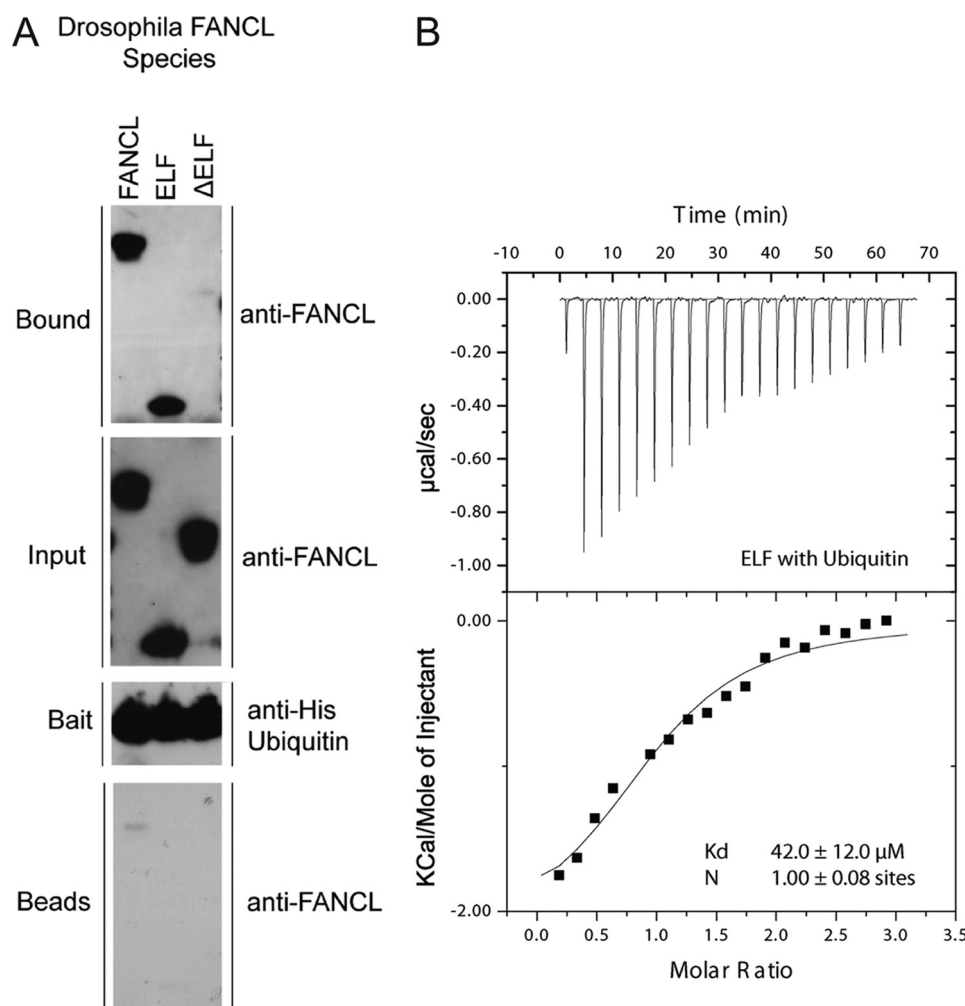 A
Drosophila FANCL
Species
FANCL
ELF
ΔELF
Bound
anti-FANCL
Input
anti-FANCL
Bait
anti-His
Ubiquitin
Beads
anti-FANCL
B
Time (min)
-10 0 10 20 30 40 50 60 70
0.00
-0.20
-0.40
-0.60
-0.80
-1.00
µcal/sec
ELF with Ubiquitin
0.00
-2.00
KCal/Mole of Injectant
Kd 42.0 ± 12.0 µM
N 1.00 ± 0.08 sites
0.0 0.5 1.0 1.5 2.0 2.5 3.0
Molar Ratio